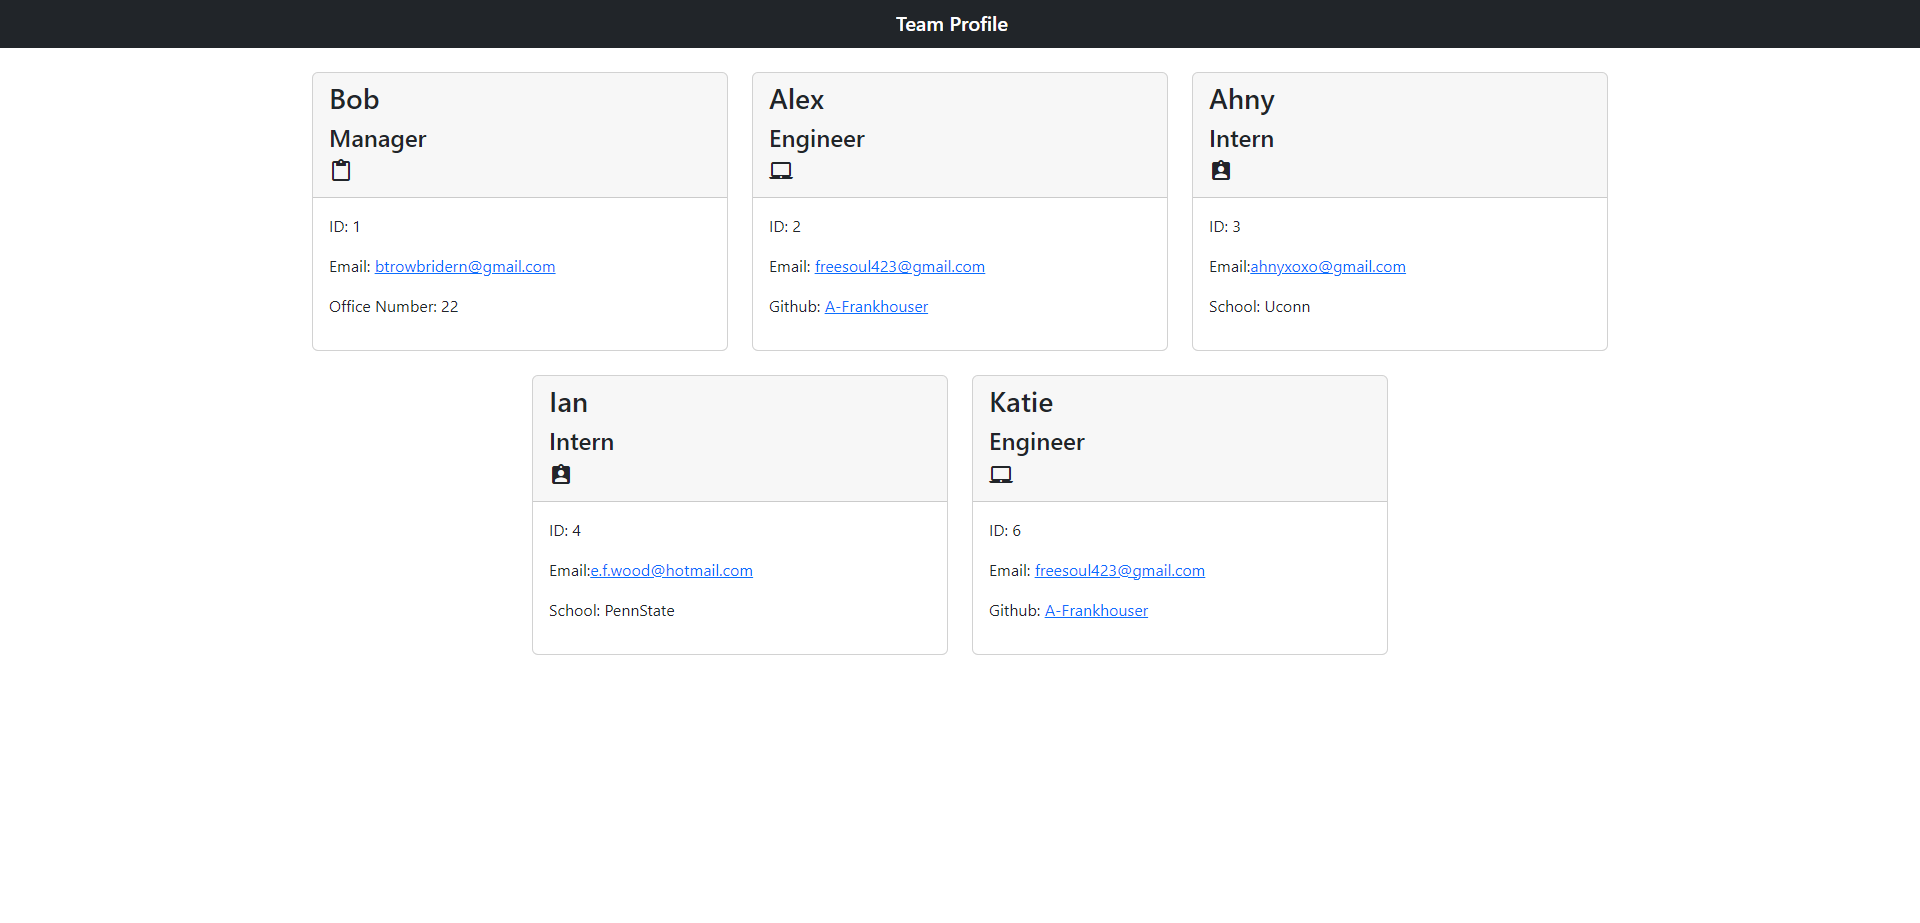 Team Profile
Bob
Manager
ID: 1
Email: btrowbridern@gmail.com
Office Number: 22
Alex
Engineer
ID: 2
Email: freesoul423@gmail.com
Github: A-Frankhouser
Ahny
Intern
ID: 3
Email:ahnyxoxo@gmail.com
School: Uconn
Ian
Intern
ID: 4
Email:e.f.wood@hotmail.com
School: PennState
Katie
Engineer
ID: 6
Email: freesoul423@gmail.com
Github: A-Frankhouser